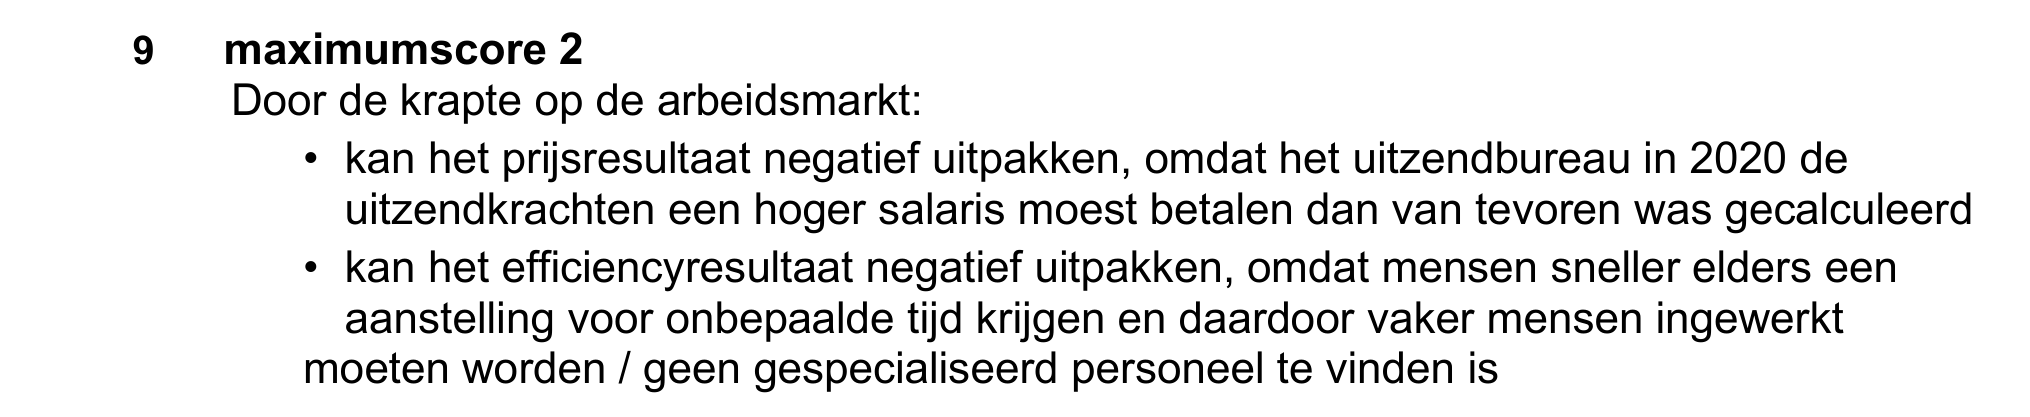 9 maximumscore 2
Door de krapte op de arbeidsmarkt:
• kan het prijsresultaat negatief uitpakken, omdat het uitzendbureau in 2020 de
uitzendkrachten een hoger salaris moest betalen dan van tevoren was gecalculeerd
• kan het efficiencyresultaat negatief uitpakken, omdat mensen sneller elders een
aanstelling voor onbepaalde tijd krijgen en daardoor vaker mensen ingewerkt
moeten worden / geen gespecialiseerd personeel te vinden is